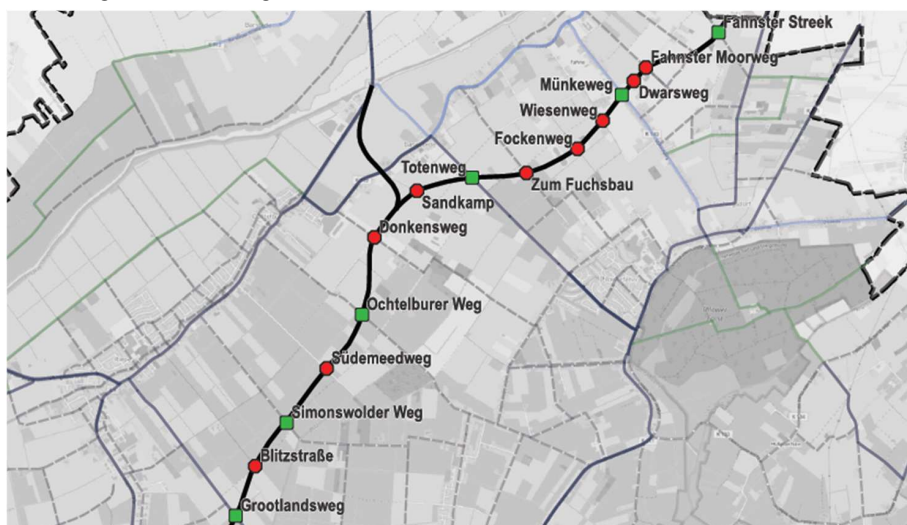 Fahnster Streek
Fahnster Moorweg
Münkeweg
Dwarsweg
Wiesenweg
Fockenweg
Totenweg
Zum Fuchsbau
Sandkamp
Donkensweg
Ochtelburer Weg
Südemeedweg
Simonswolder Weg
Blitzstraße
Grootlandsweg